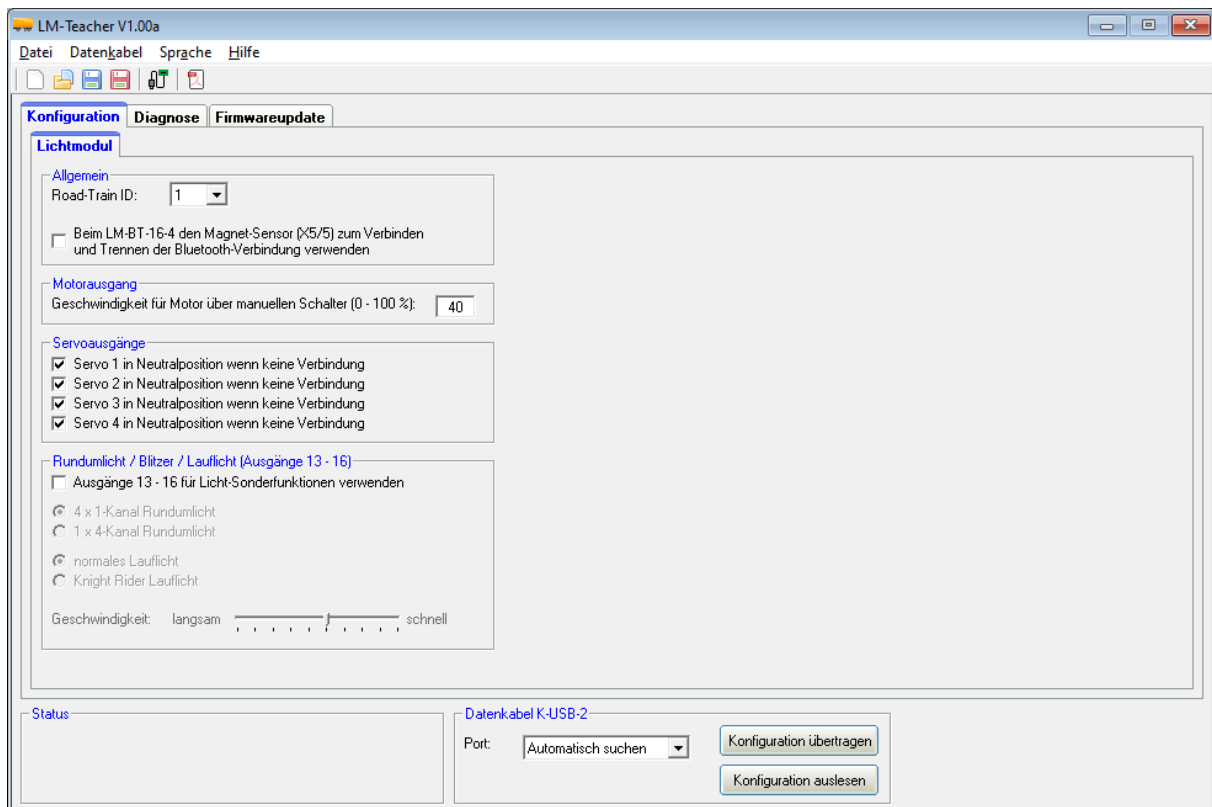 LM-Teacher V1.00a
Datei Datenkabel Sprache Hilfe
Konfiguration Diagnose Firmwareupdate
Lichtmodul
Allgemein
Road-Train ID: 1
Beim LM-BT-16-4 den Magnet-Sensor (X5/5) zum Verbinden
und Trennen der Bluetooth-Verbindung verwenden
Motorausgang
Geschwindigkeit für Motor über manuellen Schalter (0 - 100 %): 40
Servoausgänge
Servo 1 in Neutralposition wenn keine Verbindung
Servo 2 in Neutralposition wenn keine Verbindung
Servo 3 in Neutralposition wenn keine Verbindung
Servo 4 in Neutralposition wenn keine Verbindung
Rundumlicht / Blitzer / Lauflicht (Ausgänge 13 - 16)
Ausgänge 13 - 16 für Licht-Sonderfunktionen verwenden
4 x 1-Kanal Rundumlicht
1 x 4-Kanal Rundumlicht
normales Lauflicht
Knight Rider Lauflicht
Geschwindigkeit: langsam schnell
Status
Datenkabel K-USB-2
Port: Automatisch suchen
Konfiguration übertragen
Konfiguration auslesen